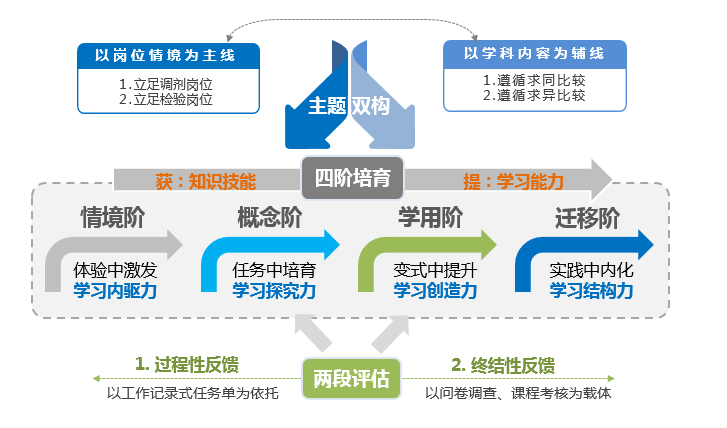 以岗位情境为主线
1.立足调剂岗位
2.立足检验岗位
以学科内容为辅线
1.遵循求同比较
2.遵循求异比较
主题双构
获：知识技能
四阶培育
提：学习能力
情境阶
概念阶
学用阶
迁移阶
体验中激发
学习内驱力
任务中培育
学习探究力
变式中提升
学习创造力
实践中内化
学习结构力
1. 过程性反馈
以工作记录式任务单为依托
两段评估
2. 终结性反馈
以问卷调查、课程考核为载体